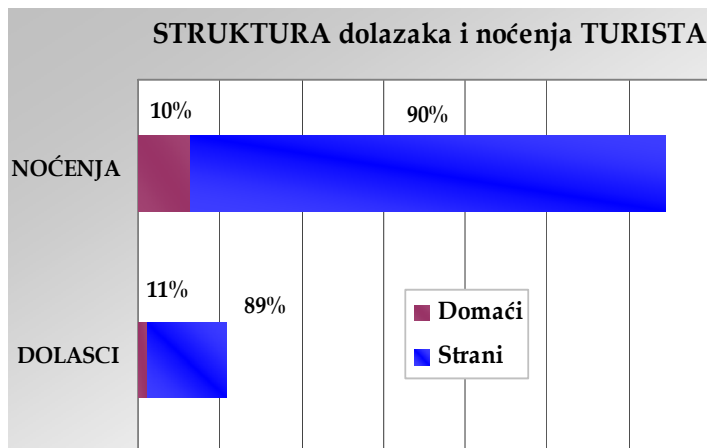 STRUKTURA dolazaka i noćenja TURISTA
10% 90%
NOĆENJA
11% 89%
DOLASCI
Domaći
Strani